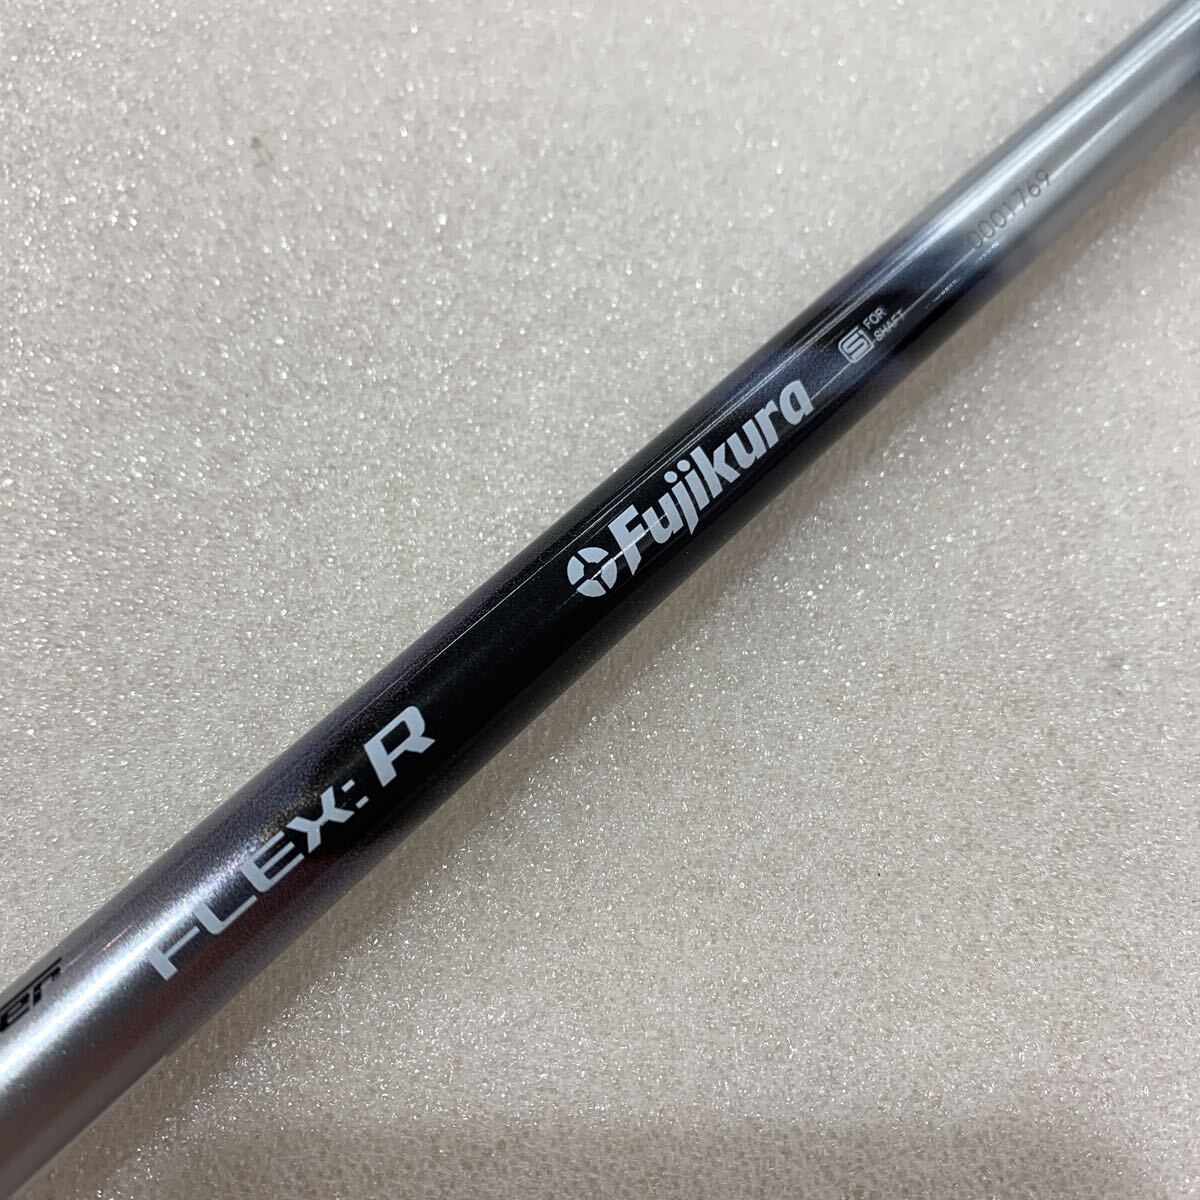 FLEX: R
Fujikura
S FOR
SHAFT
0001769